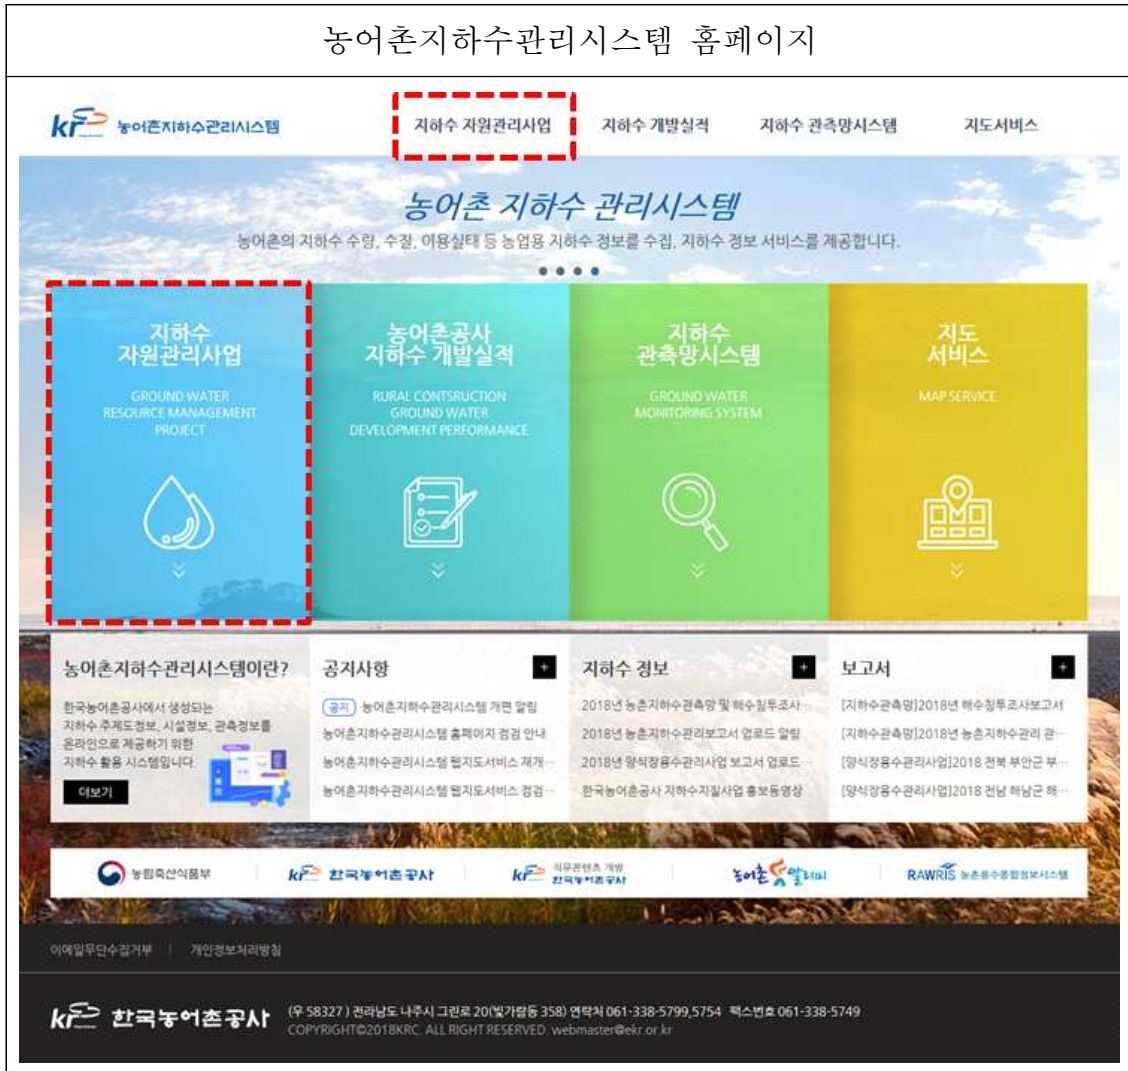 농어촌지하수관리시스템 홈페이지
kr 농어촌지하수관리시스템
지하수 자원관리사업
지하수 개발실적
지하수 관측망시스템
지도서비스
농어촌 지하수 관리시스템
농어촌의 지하수 수량, 수질, 이용실태 등 농업용 지하수 정보를 수집, 지하수 정보 서비스를 제공합니다.
지하수
자원관리사업
GROUND WATER
RESOURCE MANAGEMENT
PROJECT
농어촌공사
지하수 개발실적
RURAL CONTSRUCTION
GROUND WATER
DEVELOPMENT PERFORMANCE
지하수
관측망시스템
GROUND WATER
MONITORING SYSTEM
지도
서비스
MAP SERVICE
농어촌지하수관리시스템이란?
한국농어촌공사에서 생성되는
지하수 주제도정보, 시설정보, 관측정보를
온라인으로 제공하기 위한
지하수 활용 시스템입니다.
더보기
공지사항 +
공지 농어촌지하수관리시스템 개편 알림
농어촌지하수관리시스템 홈페이지 점검 안내
농어촌지하수관리시스템 웹지도서비스 재개…
농어촌지하수관리시스템 웹지도서비스 점검…
지하수 정보 +
2018년 농촌지하수관측망 및 해수침투조사…
2018년 농촌지하수관리보고서 업로드 알림
2018년 양식장용수관리사업 보고서 업로드…
한국농어촌공사 지하수지질사업 홍보동영상
보고서 +
[지하수관측망]2018년 해수침투조사보고서
[지하수관측망]2018년 농촌지하수관리 관…
[양식장용수관리사업]2018 전북 부안군 부…
[양식장용수관리사업]2018 전남 해남군 해…
농림축산식품부
kr 한국농어촌공사
kr 직무콘텐츠 개발
한국농어촌공사
농어촌 알리미
RAWRIS 농촌용수종합정보시스템
이메일무단수집거부 | 개인정보처리방침
kr 한국농어촌공사
(우 58327 ) 전라남도 나주시 그린로 20(빛가람동 358) 연락처 061-338-5799,5754 팩스번호 061-338-5749
COPYRIGHT©2018KRC. ALL RIGHT RESERVED. webmaster@ekr.or.kr